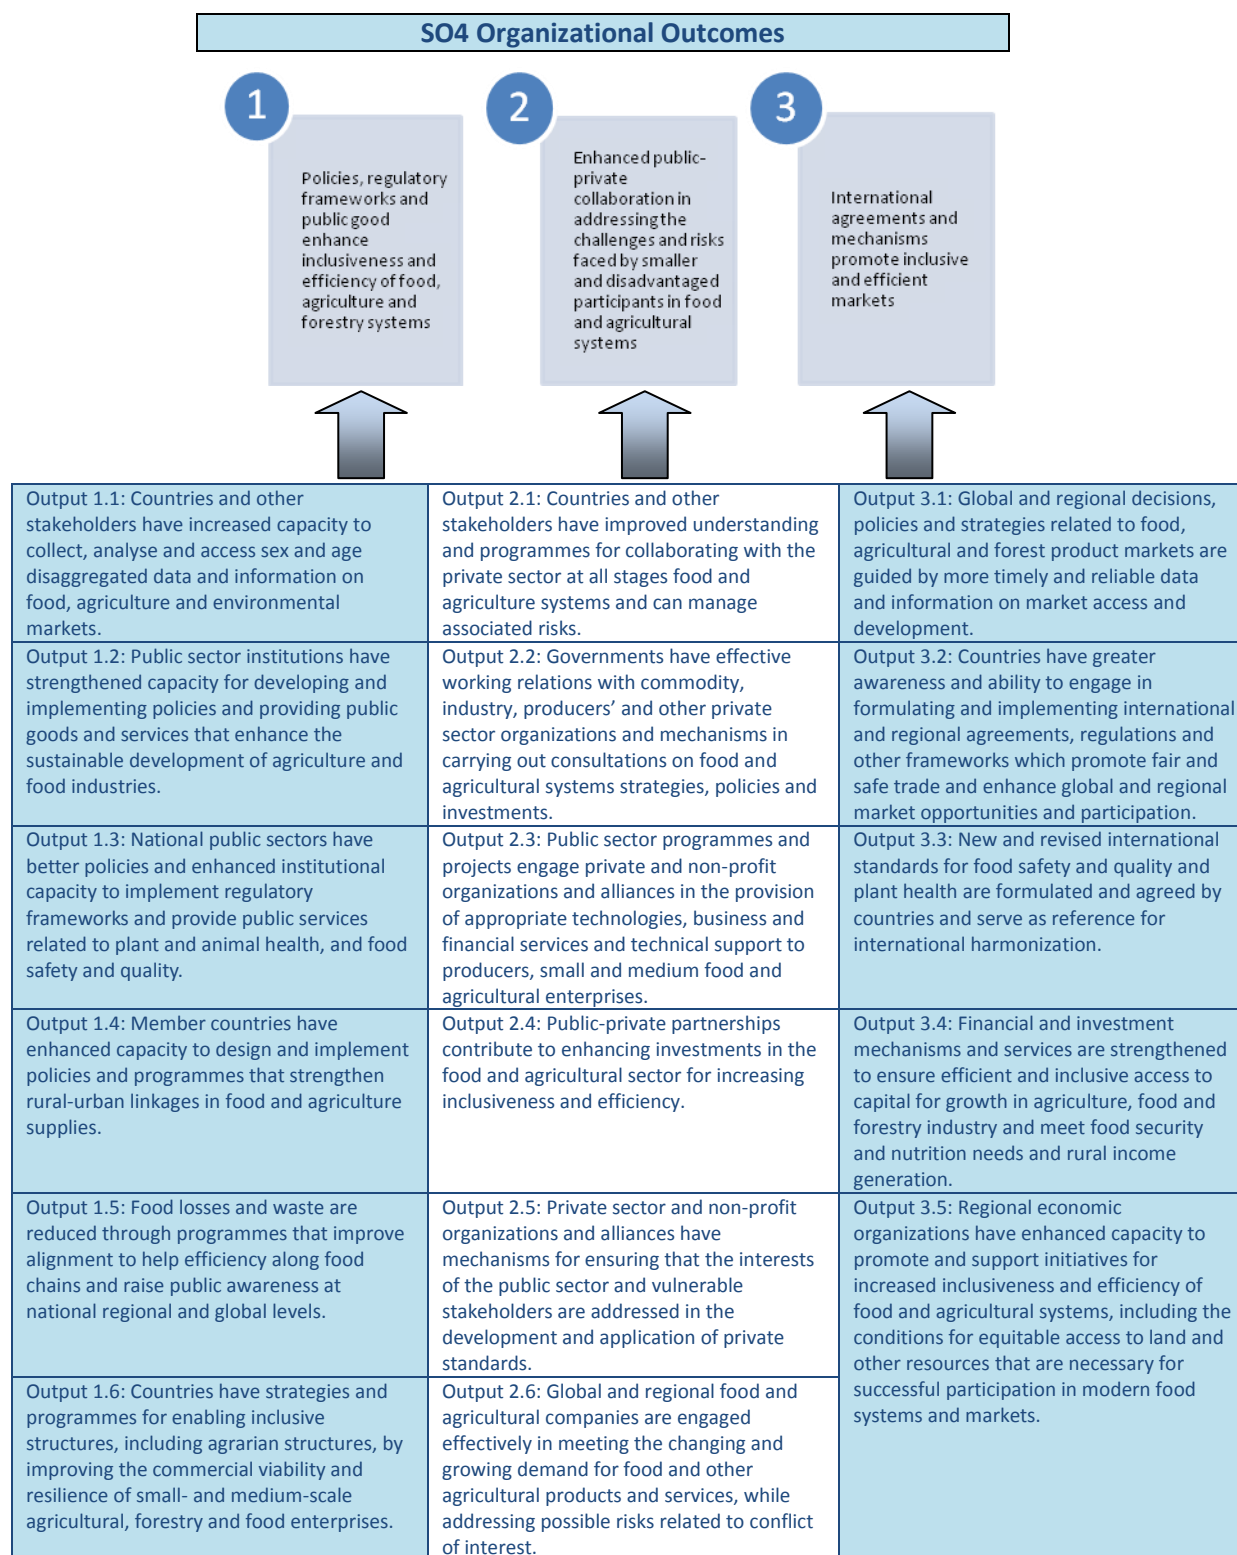 SO4 Organizational Outcomes
1
Policies, regulatory
frameworks and
public good
enhance
inclusiveness and
efficiency of food,
agriculture and
forestry systems
2
Enhanced public-
private
collaboration in
addressing the
challenges and risks
faced by smaller
and disadvantaged
participants in food
and agricultural
systems
3
International
agreements and
mechanisms
promote inclusive
and efficient
markets
Output 1.1: Countries and other
stakeholders have increased capacity to
collect, analyse and access sex and age
disaggregated data and information on
food, agriculture and environmental
markets.
Output 2.1: Countries and other
stakeholders have improved understanding
and programmes for collaborating with the
private sector at all stages food and
agriculture systems and can manage
associated risks.
Output 3.1: Global and regional decisions,
policies and strategies related to food,
agricultural and forest product markets are
guided by more timely and reliable data
and information on market access and
development.
Output 1.2: Public sector institutions have
strengthened capacity for developing and
implementing policies and providing public
goods and services that enhance the
sustainable development of agriculture and
food industries.
Output 2.2: Governments have effective
working relations with commodity,
industry, producers’ and other private
sector organizations and mechanisms in
carrying out consultations on food and
agricultural systems strategies, policies and
investments.
Output 3.2: Countries have greater
awareness and ability to engage in
formulating and implementing international
and regional agreements, regulations and
other frameworks which promote fair and
safe trade and enhance global and regional
market opportunities and participation.
Output 1.3: National public sectors have
better policies and enhanced institutional
capacity to implement regulatory
frameworks and provide public services
related to plant and animal health, and food
safety and quality.
Output 2.3: Public sector programmes and
projects engage private and non-profit
organizations and alliances in the provision
of appropriate technologies, business and
financial services and technical support to
producers, small and medium food and
agricultural enterprises.
Output 3.3: New and revised international
standards for food safety and quality and
plant health are formulated and agreed by
countries and serve as reference for
international harmonization.
Output 1.4: Member countries have
enhanced capacity to design and implement
policies and programmes that strengthen
rural-urban linkages in food and agriculture
supplies.
Output 2.4: Public-private partnerships
contribute to enhancing investments in the
food and agricultural sector for increasing
inclusiveness and efficiency.
Output 3.4: Financial and investment
mechanisms and services are strengthened
to ensure efficient and inclusive access to
capital for growth in agriculture, food and
forestry industry and meet food security
and nutrition needs and rural income
generation.
Output 1.5: Food losses and waste are
reduced through programmes that improve
alignment to help efficiency along food
chains and raise public awareness at
national regional and global levels.
Output 2.5: Private sector and non-profit
organizations and alliances have
mechanisms for ensuring that the interests
of the public sector and vulnerable
stakeholders are addressed in the
development and application of private
standards.
Output 3.5: Regional economic
organizations have enhanced capacity to
promote and support initiatives for
increased inclusiveness and efficiency of
food and agricultural systems, including the
conditions for equitable access to land and
other resources that are necessary for
successful participation in modern food
systems and markets.
Output 1.6: Countries have strategies and
programmes for enabling inclusive
structures, including agrarian structures, by
improving the commercial viability and
resilience of small- and medium-scale
agricultural, forestry and food enterprises.
Output 2.6: Global and regional food and
agricultural companies are engaged
effectively in meeting the changing and
growing demand for food and other
agricultural products and services, while
addressing possible risks related to conflict
of interest.